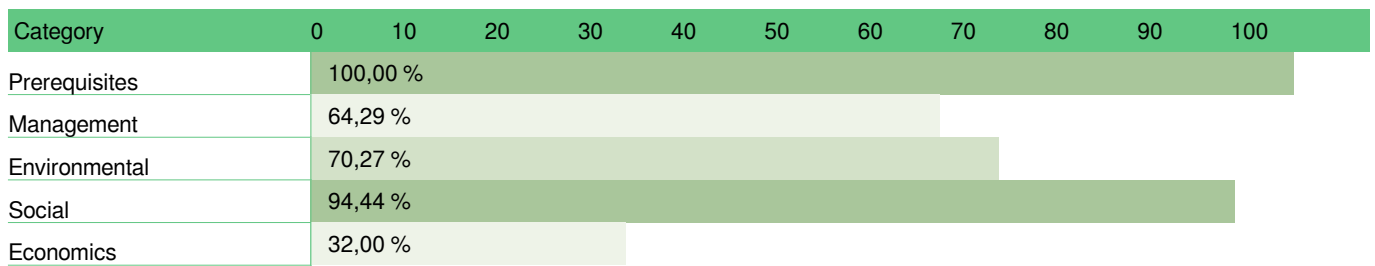 Category 0 10 20 30 40 50 60 70 80 90 100
Prerequisites 100,00 %
Management 64,29 %
Environmental 70,27 %
Social 94,44 %
Economics 32,00 %